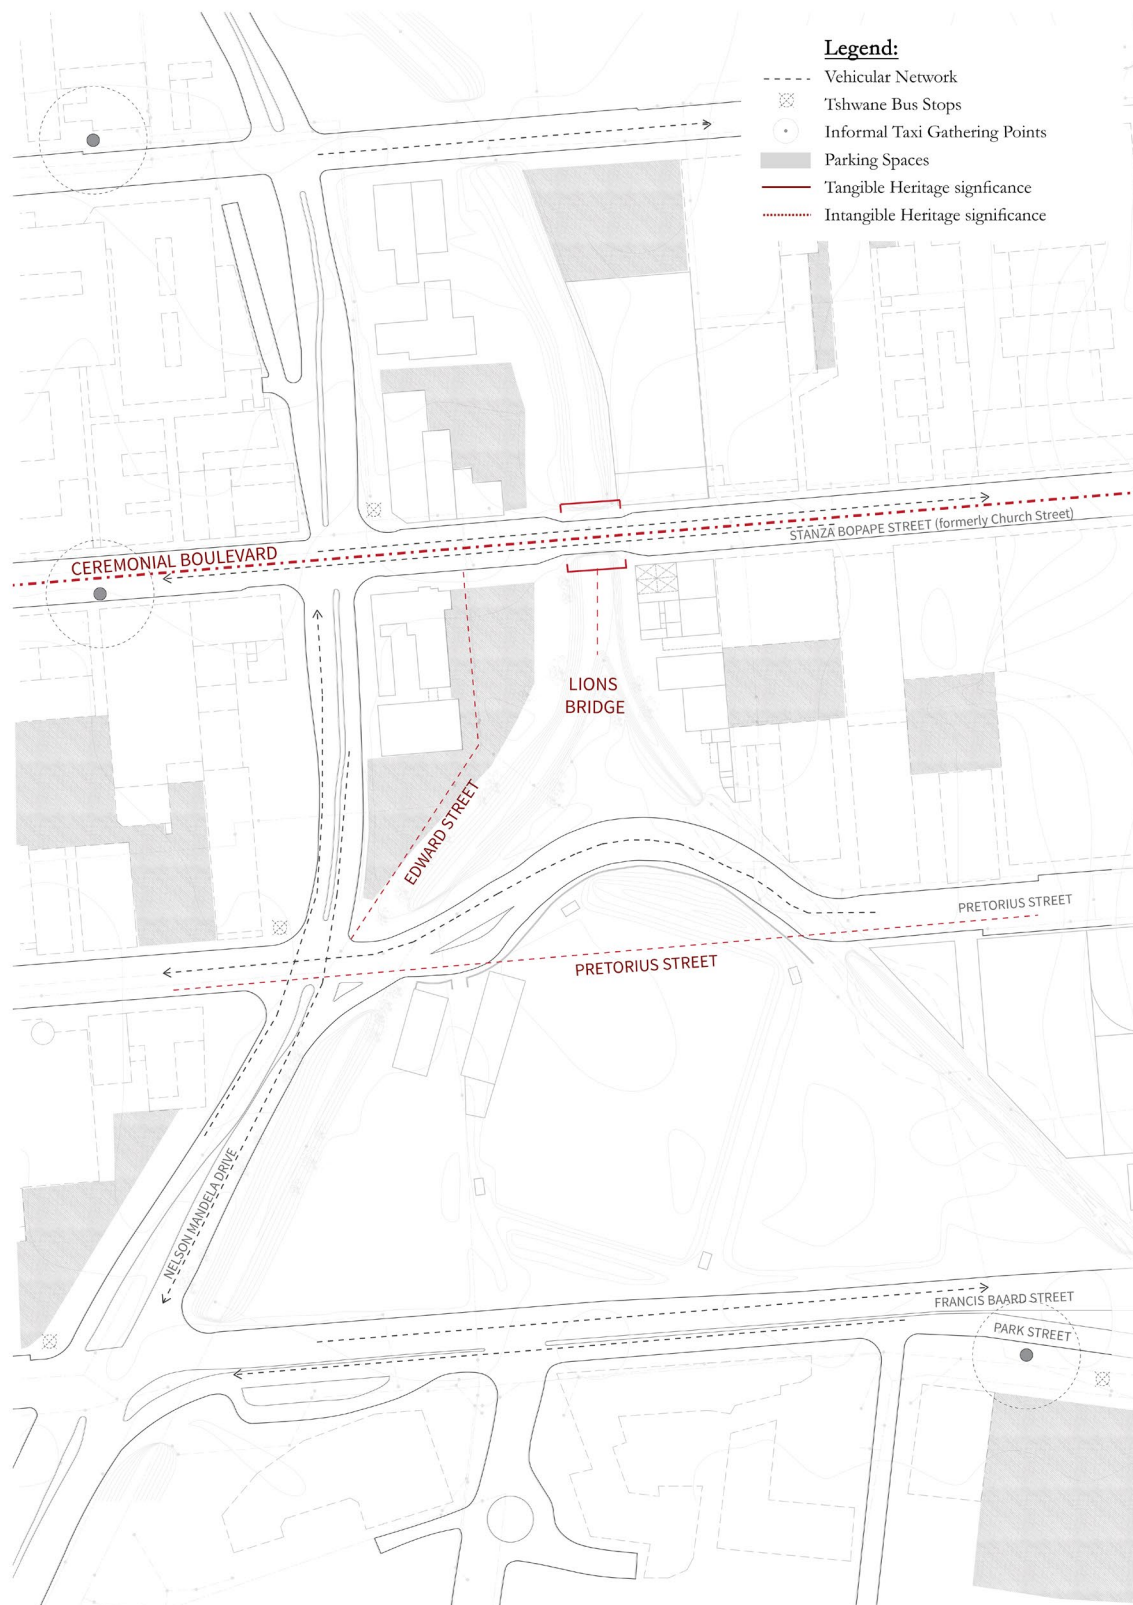 Legend:
Vehicular Network
Tshwane Bus Stops
Informal Taxi Gathering Points
Parking Spaces
Tangible Heritage signficance
Intangible Heritage significance
STANZA BOPAPE STREET (formerly Church Street)
CEREMONIAL BOULEVARD
LIONS
BRIDGE
EDWARD STREET
PRETORIUS STREET
PRETORIUS STREET
NELSON MANDELA DRIVE
FRANCIS BAARD STREET
PARK STREET